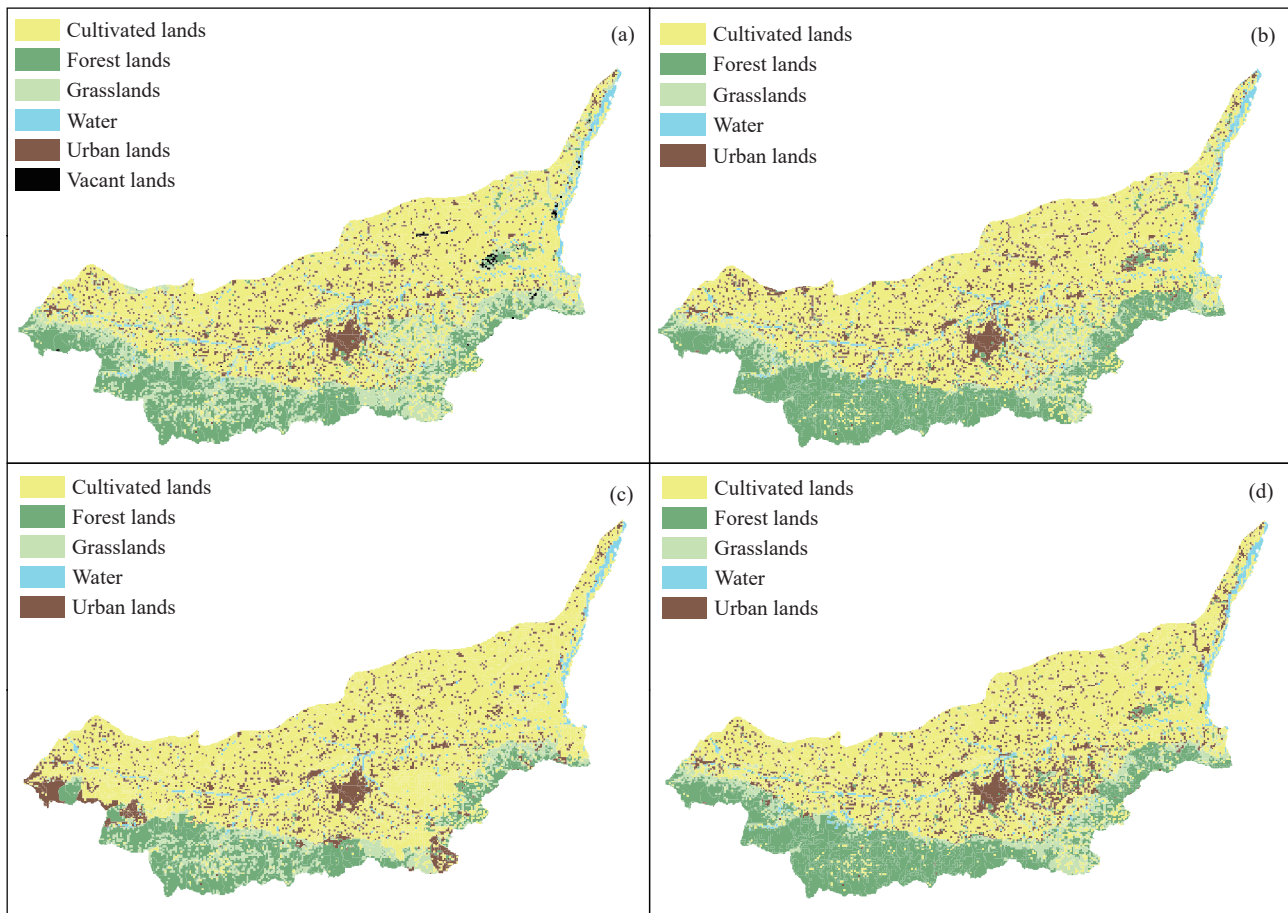 Cultivated lands
(a)
Forest lands
Grasslands
Water
Urban lands
Vacant lands
Cultivated lands
(b)
Forest lands
Grasslands
Water
Urban lands
Cultivated lands
(c)
Forest lands
Grasslands
Water
Urban lands
Cultivated lands
(d)
Forest lands
Grasslands
Water
Urban lands